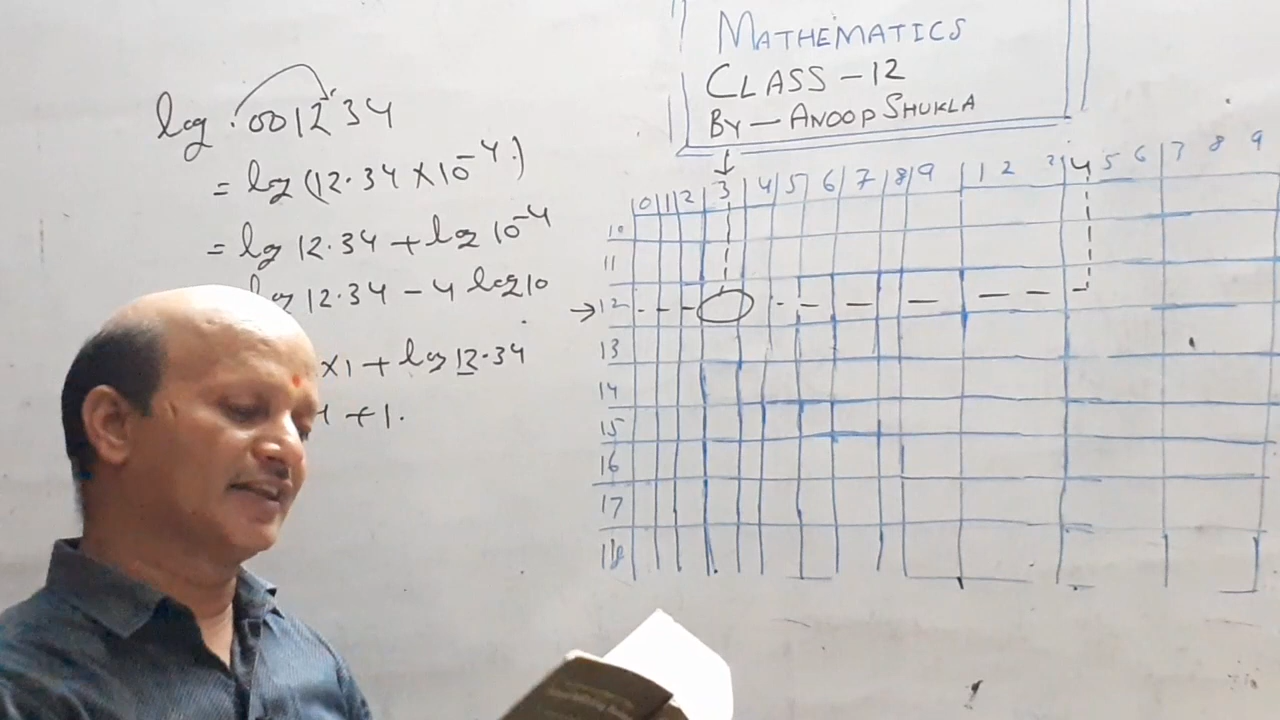 log .001234
= log (12.34 × 10⁻⁴)
= log 12.34 + log 10⁻⁴
log 12.34 - 4 log 10
×1 + log 12.34
+1.
MATHEMATICS
CLASS - 12
BY - ANOOP SHUKLA
0 1 2 3 4 5 6 7 8 9 1 2 3 4 5 6 7 8 9
10
11
→ 12
13
14
15
16
17
18